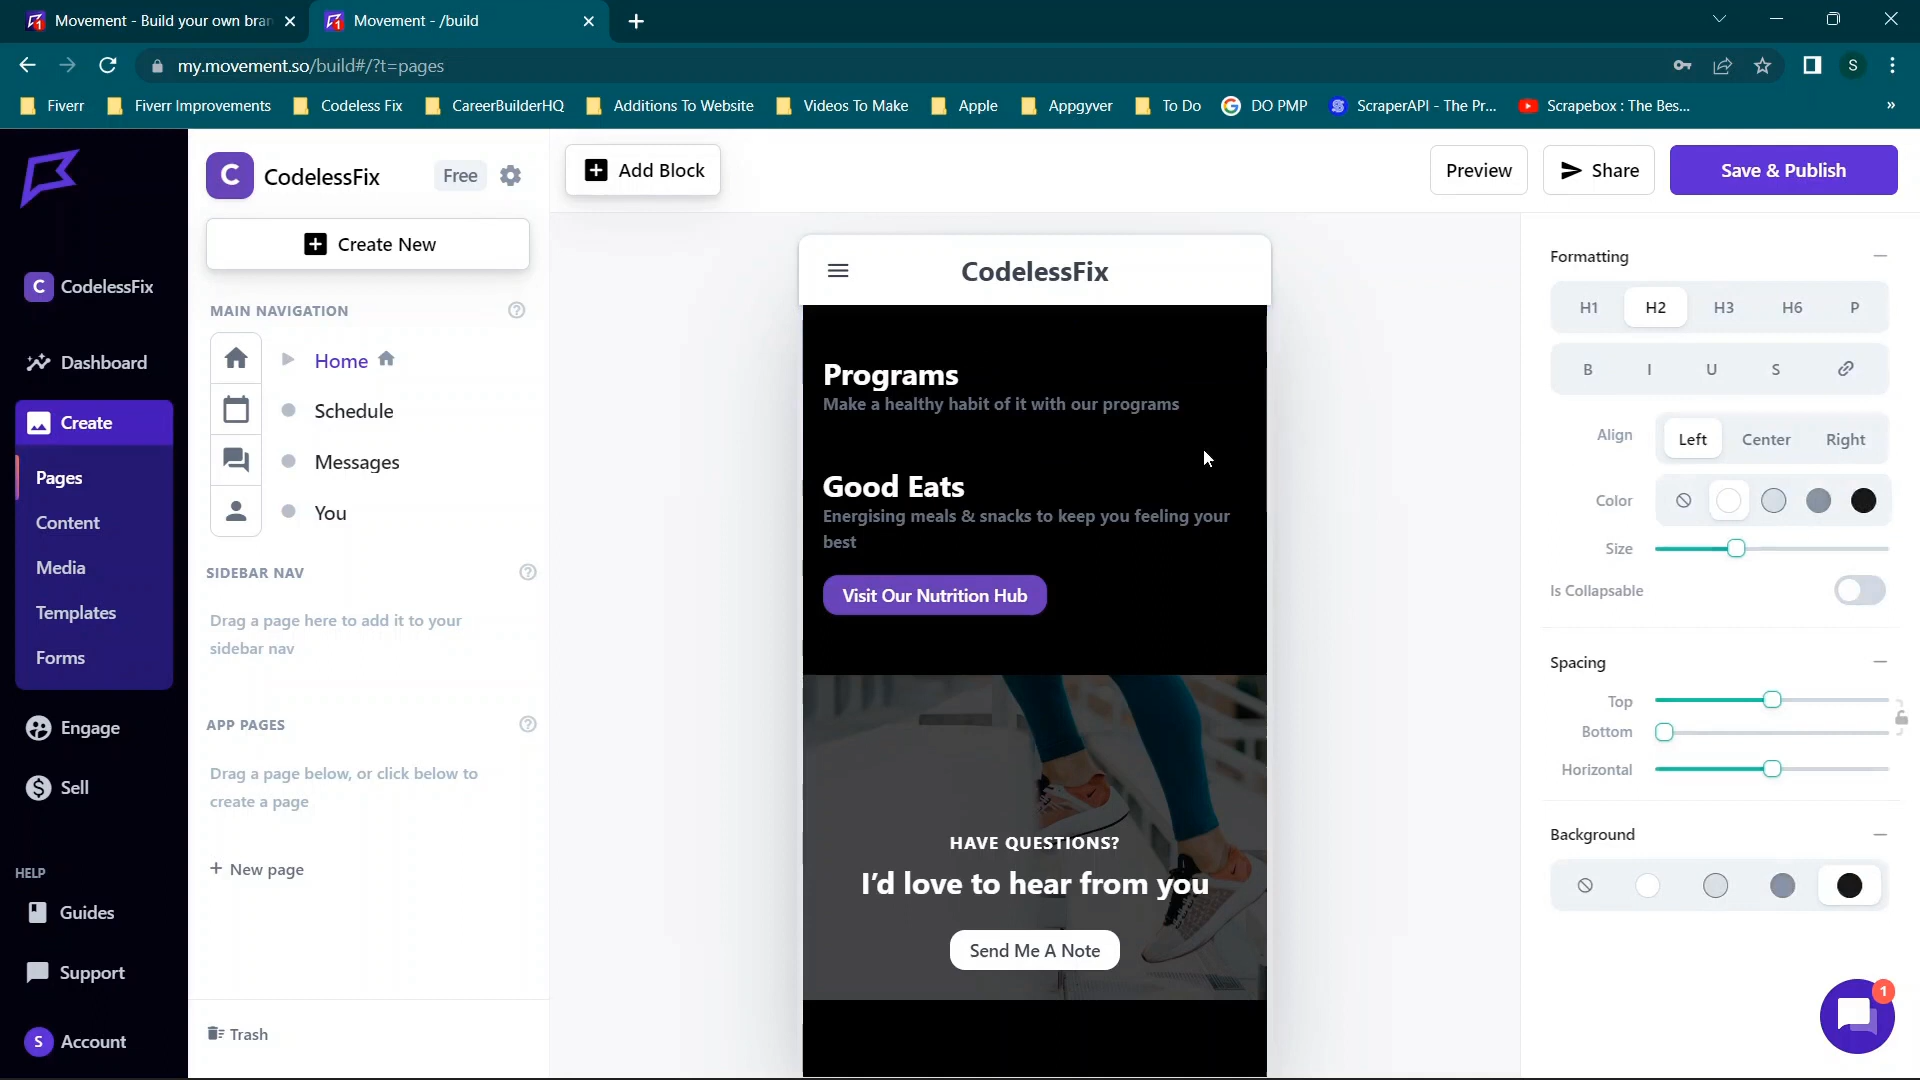 Movement - Build your own bran
Movement - /build
my.movement.so/build#/?t=pages
S
Fiverr
Fiverr Improvements
Codeless Fix
CareerBuilderHQ
Additions To Website
Videos To Make
Apple
Appgyver
To Do
DO PMP
ScraperAPI - The Pr...
Scrapebox : The Bes...
»
C CodelessFix
Dashboard
Create
Pages
Content
Media
Templates
Forms
Engage
Sell
HELP
Guides
Support
S Account
C CodelessFix
Free
Create New
MAIN NAVIGATION
Home
Schedule
Messages
You
SIDEBAR NAV
Drag a page here to add it to your
sidebar nav
APP PAGES
Drag a page below, or click below to
create a page
+ New page
Trash
Add Block
Preview
Share
Save & Publish
CodelessFix
Programs
Make a healthy habit of it with our programs
Good Eats
Energising meals & snacks to keep you feeling your
best
Visit Our Nutrition Hub
HAVE QUESTIONS?
I'd love to hear from you
Send Me A Note
Formatting
H1 H2 H3 H6 P
B I U S
Align Left Center Right
Color
Size
Is Collapsable
Spacing
Top
Bottom
Horizontal
Background
1